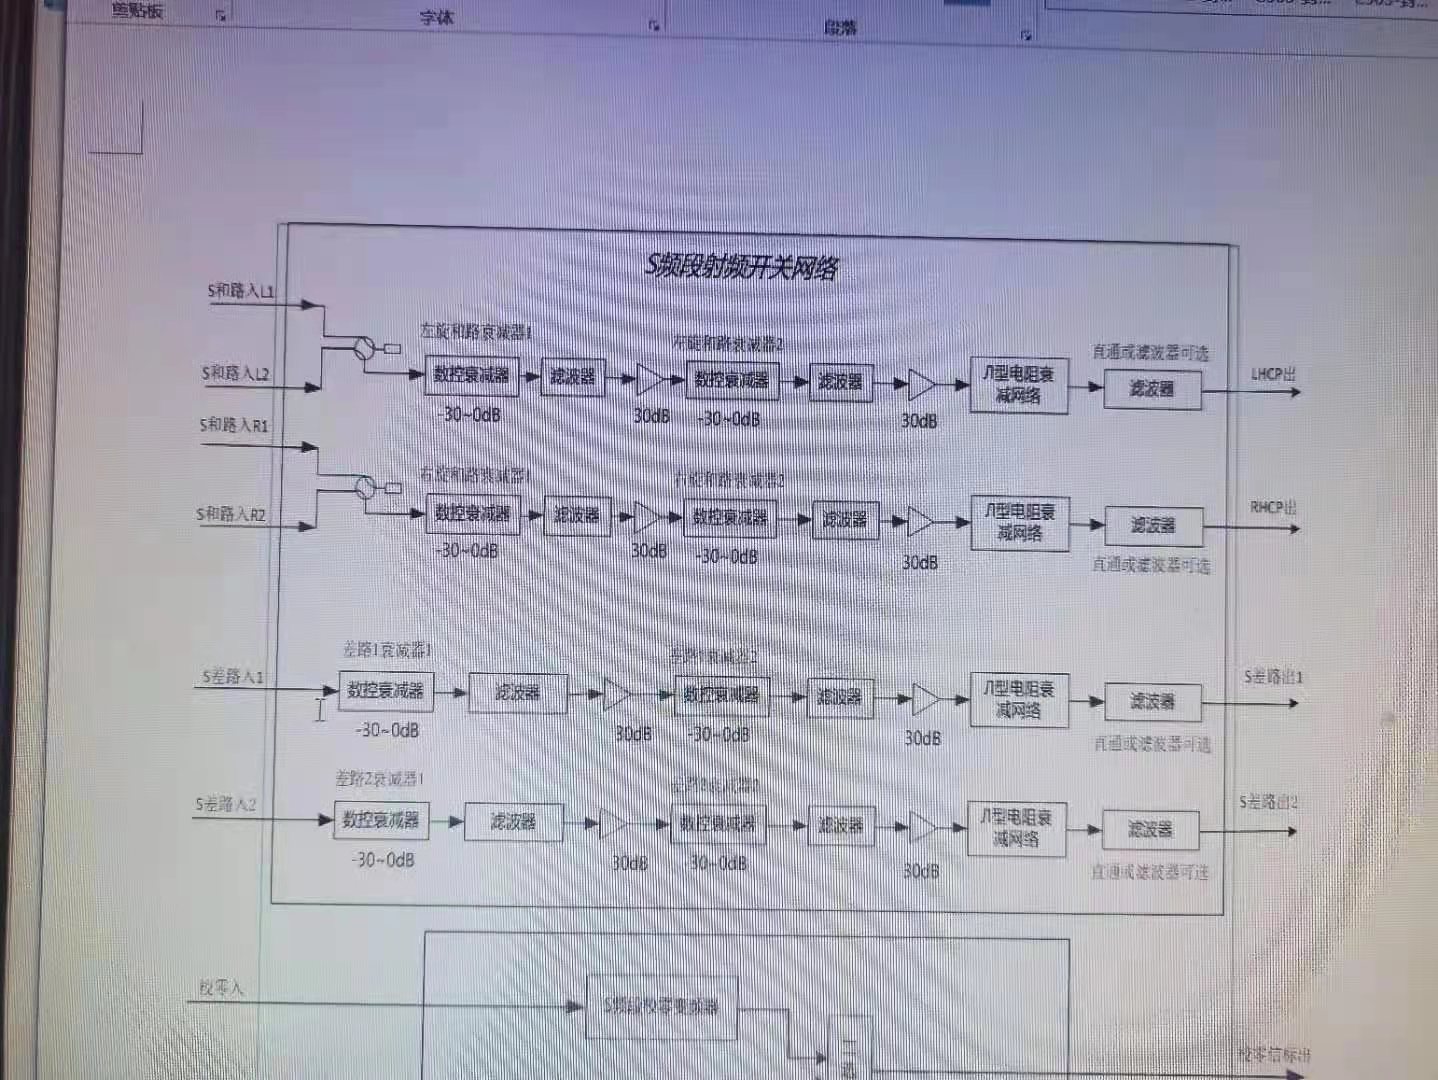 剪贴板
字体
段落
S频段射频开关网络
S和路入L1
左旋和路衰减器1
左旋和路衰减器2
直通或滤波器可选
S和路入L2
数控衰减器
滤波器
数控衰减器
滤波器
几型电阻衰
减网络
滤波器
LHCP出
-30~0dB
30dB
-30~0dB
30dB
S和路入R1
右旋和路衰减器1
右旋和路衰减器2
S和路入R2
数控衰减器
滤波器
数控衰减器
滤波器
几型电阻衰
减网络
滤波器
RHCP出
-30~0dB
30dB
-30~0dB
30dB
直通或滤波器可选
差路1衰减器1
差路1衰减器2
S差路入1
数控衰减器
滤波器
数控衰减器
滤波器
几型电阻衰
减网络
滤波器
S差路出1
-30~0dB
30dB
-30~0dB
30dB
直通或滤波器可选
差路2衰减器1
差路2衰减器2
S差路入2
数控衰减器
滤波器
数控衰减器
滤波器
几型电阻衰
减网络
滤波器
S差路出2
-30~0dB
30dB
-30~0dB
30dB
直通或滤波器可选
校零入
S频段校零变频器
二
选
校零信标出